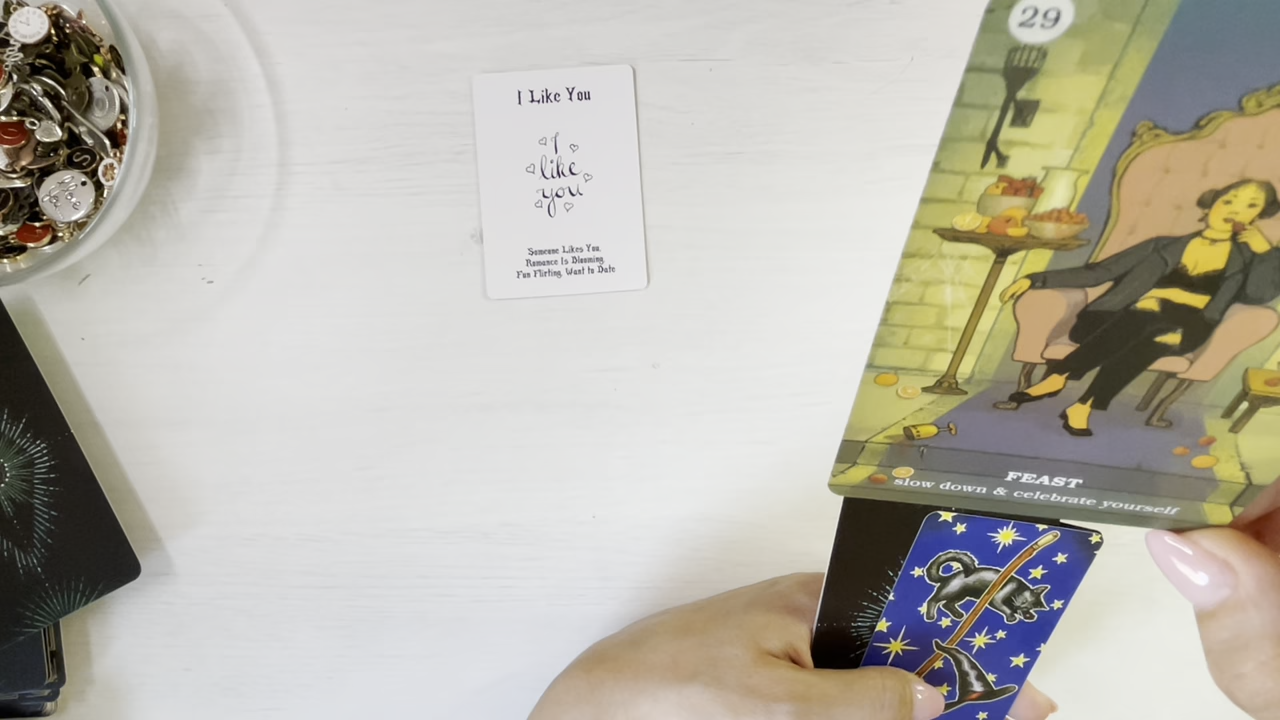 I Like You
I
like
you
Someone Likes You,
Romance Is Blooming,
Fun Flirting, Want to Date
29
FEAST
slow down & celebrate yourself
S